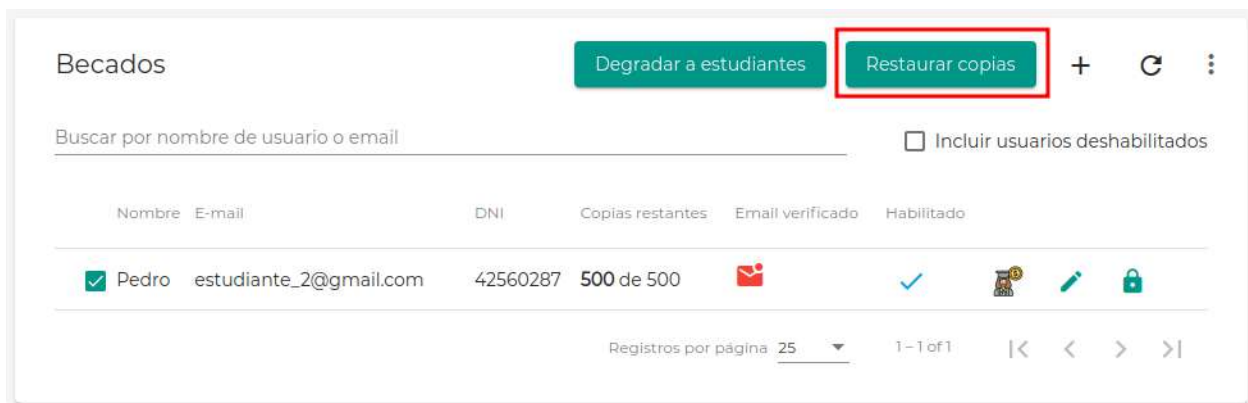 Becados
Degradar a estudiantes
Restaurar copias
Buscar por nombre de usuario o email
Incluir usuarios deshabilitados
Nombre E-mail DNI Copias restantes Email verificado Habilitado
Pedro estudiante_2@gmail.com 42560287 500 de 500
Registros por página 25 1 – 1 of 1